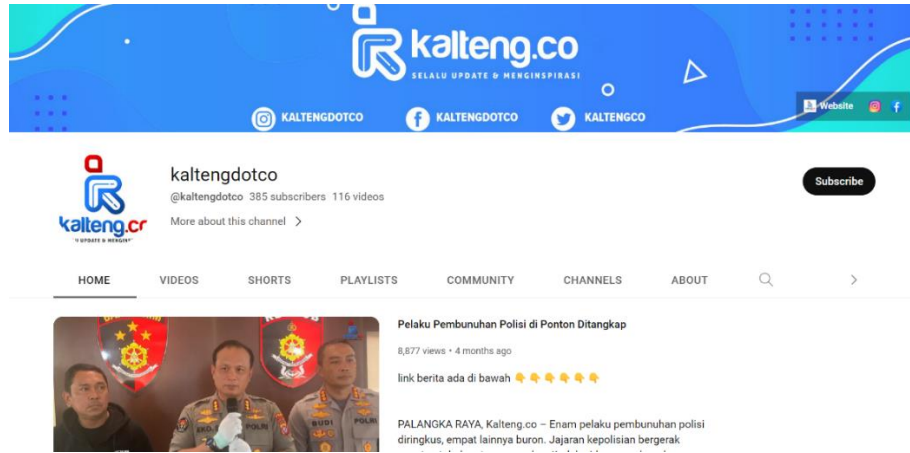 kalteng.co
SELALU UPDATE & MENGINSPIRASI
KALTENGDOTCO
KALTENGDOTCO
KALTENGCO
Website
kaltengdotco
@kaltengdotco 385 subscribers 116 videos
More about this channel
Subscribe
kalteng.c
HOME VIDEOS SHORTS PLAYLISTS COMMUNITY CHANNELS ABOUT
Pelaku Pembunuhan Polisi di Ponton Ditangkap
8,877 views • 4 months ago
link berita ada di bawah 👇👇👇👇👇👇
PALANGKA RAYA, Kalteng.co – Enam pelaku pembunuhan polisi
diringkus, empat lainnya buron. Jajaran kepolisian bergerak
EKO
POLRI
BUDI
POLRI